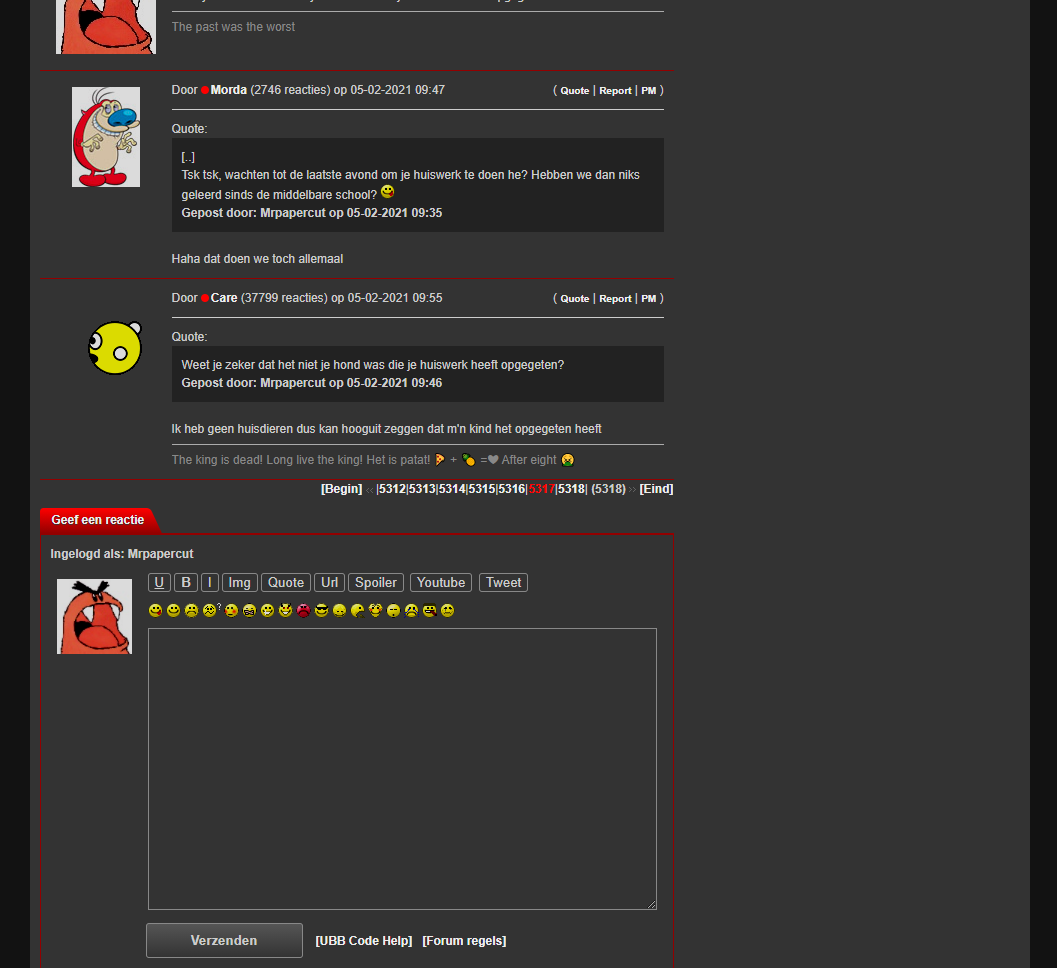 The past was the worst
Door Morda (2746 reacties) op 05-02-2021 09:47 ( Quote | Report | PM )
Quote:
[..]
Tsk tsk, wachten tot de laatste avond om je huiswerk te doen he? Hebben we dan niks
geleerd sinds de middelbare school?
Gepost door: Mrpapercut op 05-02-2021 09:35
Haha dat doen we toch allemaal
Door Care (37799 reacties) op 05-02-2021 09:55 ( Quote | Report | PM )
Quote:
Weet je zeker dat het niet je hond was die je huiswerk heeft opgegeten?
Gepost door: Mrpapercut op 05-02-2021 09:46
Ik heb geen huisdieren dus kan hooguit zeggen dat m'n kind het opgegeten heeft
The king is dead! Long live the king! Het is patat! 🍕 + 🍍 =♥ After eight 🤮
[Begin] ‹‹ |5312|5313|5314|5315|5316|5317|5318| (5318) ›› [Eind]
Geef een reactie
Ingelogd als: Mrpapercut
U B I Img Quote Url Spoiler Youtube Tweet
Verzenden [UBB Code Help] [Forum regels]